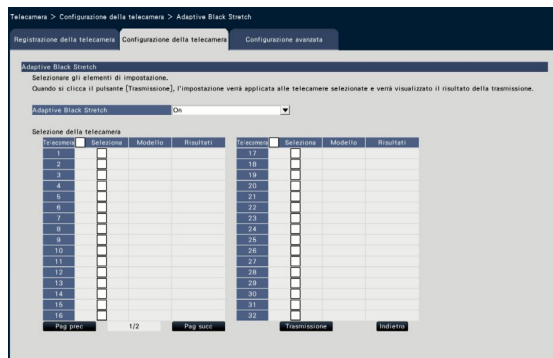 Telecamera > Configurazione della telecamera > Adaptive Black Stretch
Registrazione della telecamera Configurazione della telecamera Configurazione avanzata
Adaptive Black Stretch
Selezionare gli elementi di impostazione.
Quando si clicca il pulsante [Trasmissione], l'impostazione verrà applicata alle telecamere selezionate e verrà visualizzato il risultato della trasmissione.
Adaptive Black Stretch On
Selezione della telecamera
Telecamera Seleziona Modello Risultati Telecamera Seleziona Modello Risultati
1 17
2 18
3 19
4 20
5 21
6 22
7 23
8 24
9 25
10 26
11 27
12 28
13 29
14 30
15 31
16 32
Pag prec 1/2 Pag succ Trasmissione Indietro